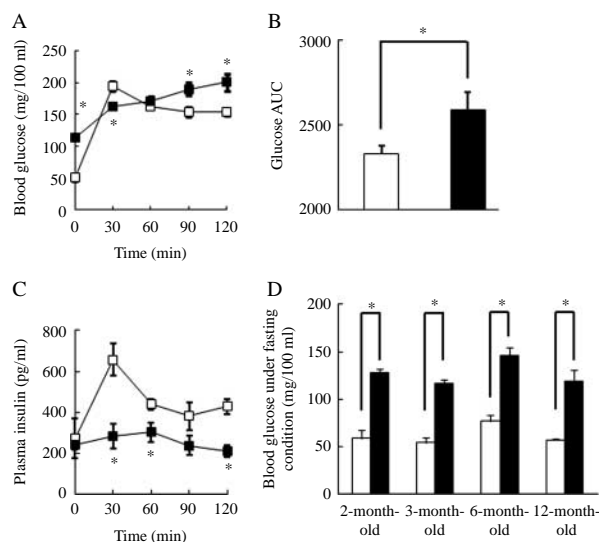 A
Blood glucose (mg/100 ml)
250
200
150
100
50
0
*
*
*
*
0 30 60 90 120
Time (min)
B
Glucose AUC
3000
2500
2000
*
C
Plasma insulin (pg/ml)
800
600
400
200
0
*
*
*
0 30 60 90 120
Time (min)
D
Blood glucose under fasting
condition (mg/100 ml)
200
150
100
50
0
*
*
*
*
2-month-
old
3-month-
old
6-month-
old
12-month-
old